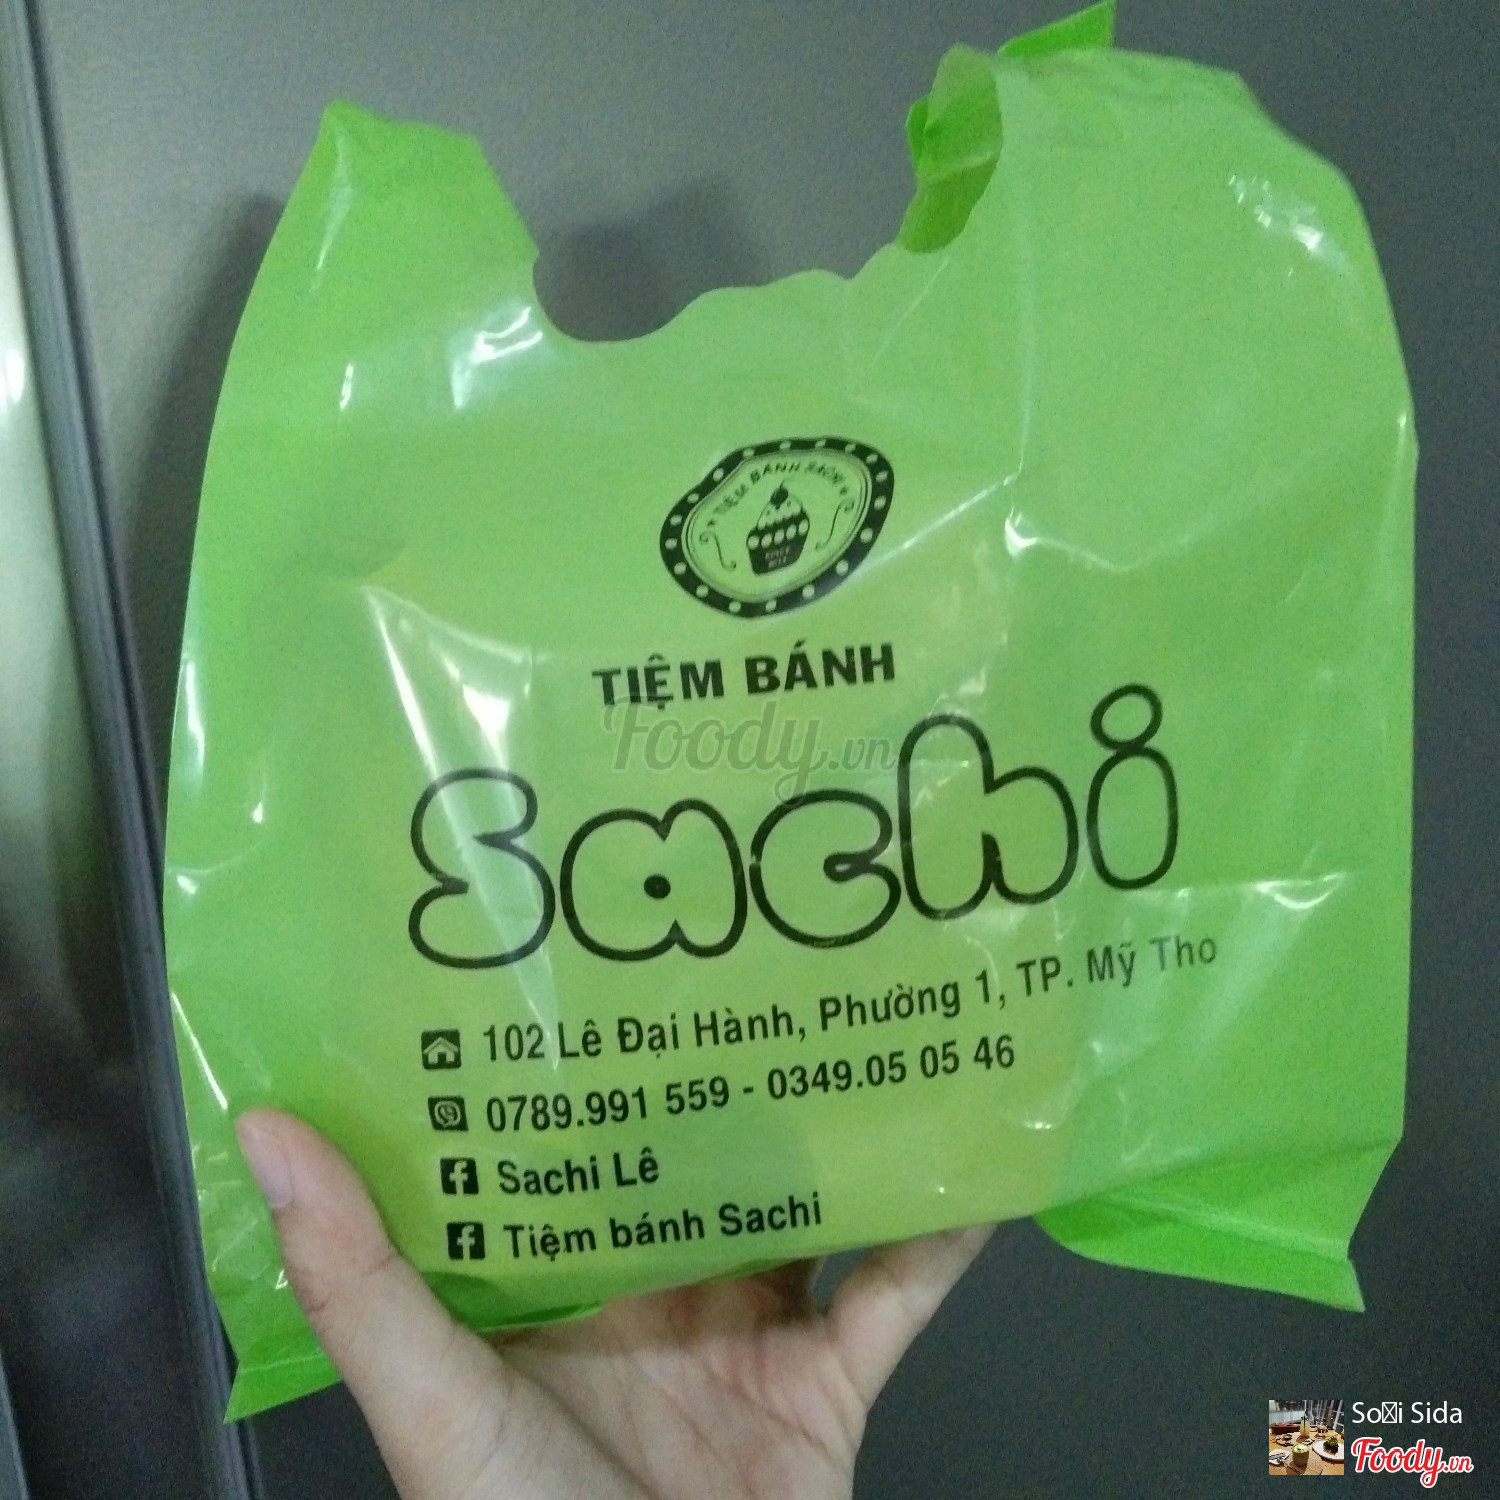 TIỆM BÁNH SACHI
TIỆM BÁNH
Sachi
Foody.vn
102 Lê Đại Hành, Phường 1, TP. Mỹ Tho
0789.991 559 - 0349.05 05 46
Sachi Lê
Tiệm bánh Sachi
Sida
Foody.vn